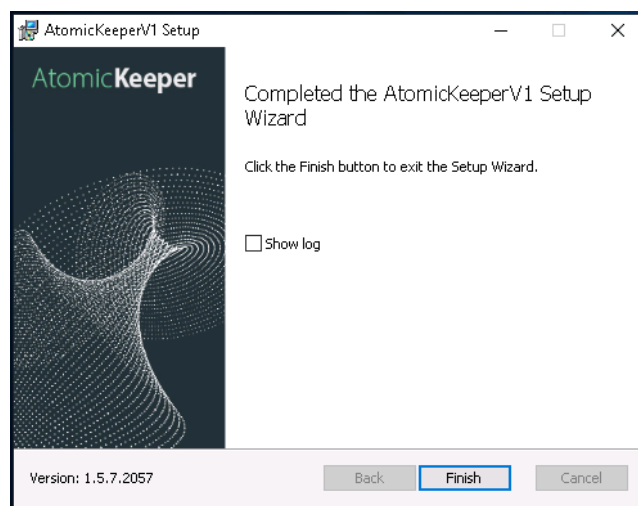 AtomicKeeperV1 Setup
AtomicKeeper
Completed the AtomicKeeperV1 Setup
Wizard
Click the Finish button to exit the Setup Wizard.
Show log
Version: 1.5.7.2057
Back
Finish
Cancel